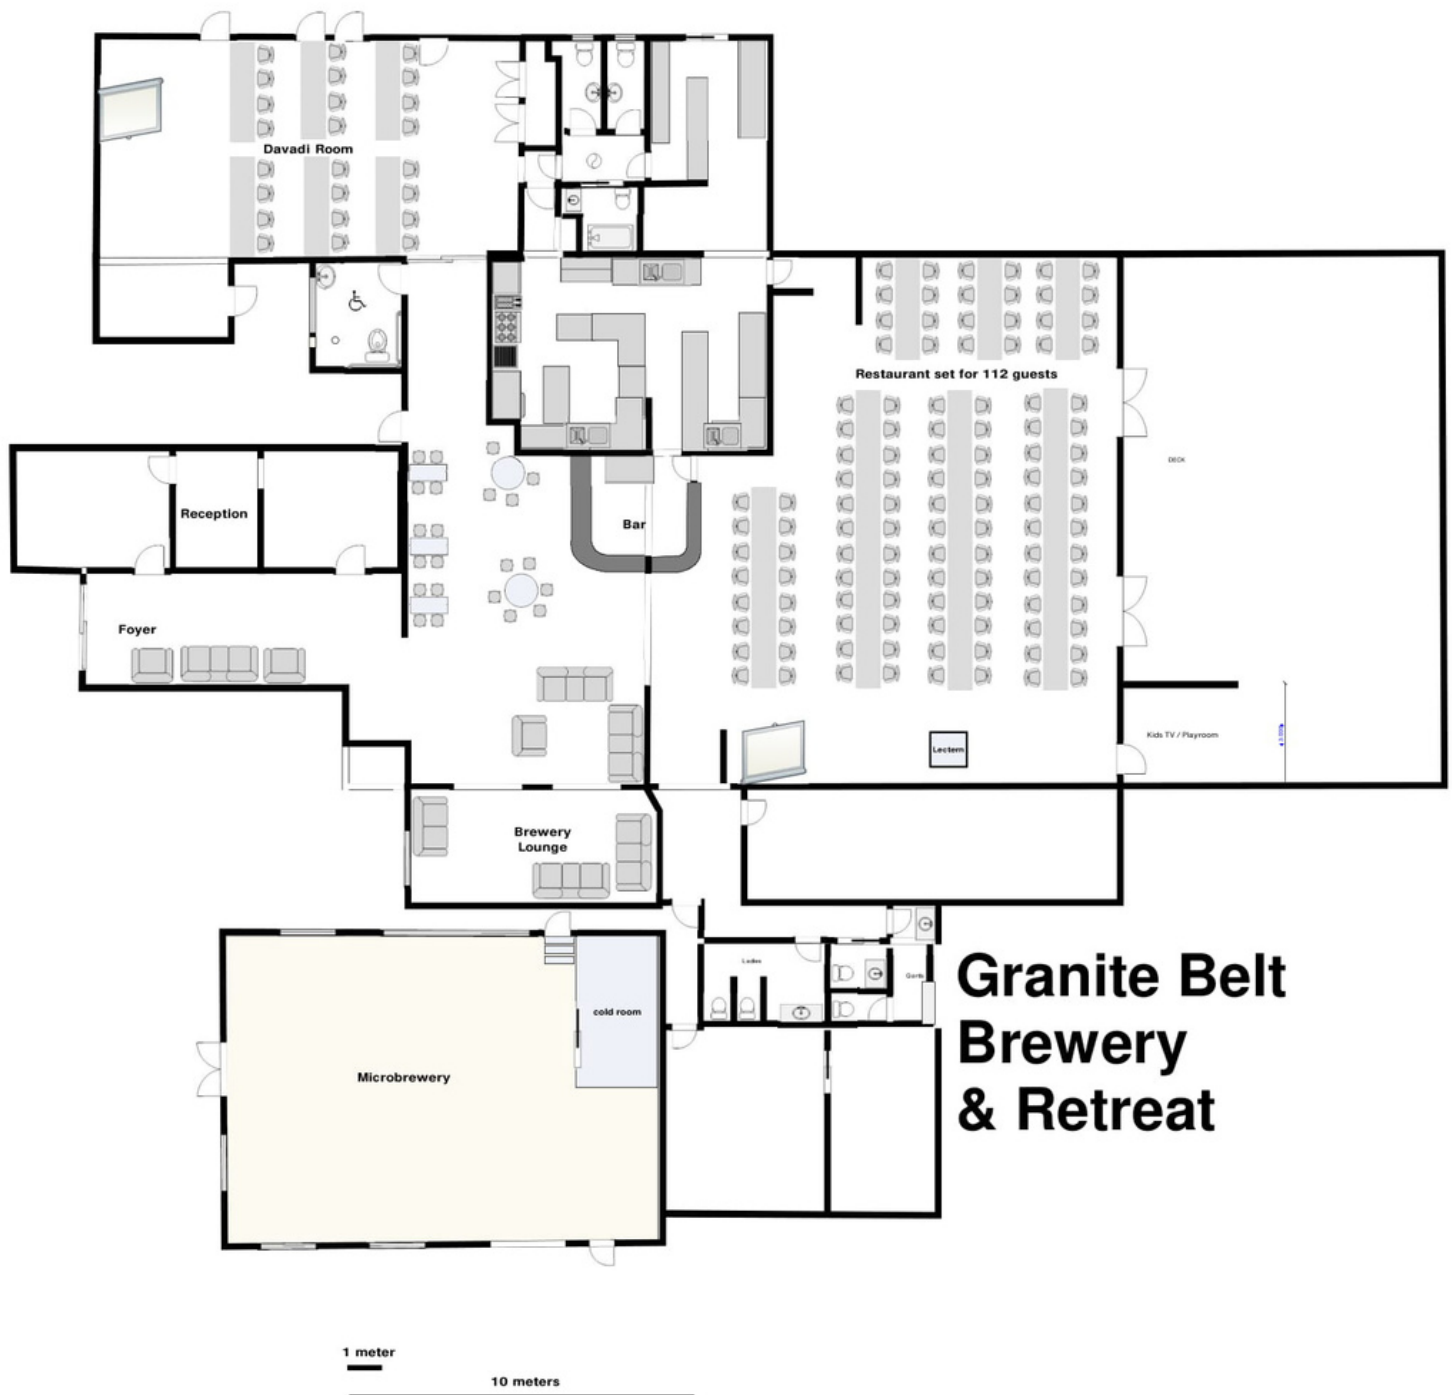 Davadi Room
Restaurant set for 112 guests
DECK
Reception
Bar
Foyer
Kids TV / Playroom
Lectern
Brewery
Lounge
Ladies
Gents
cold room
Microbrewery
Granite Belt
Brewery
& Retreat
1 meter
10 meters